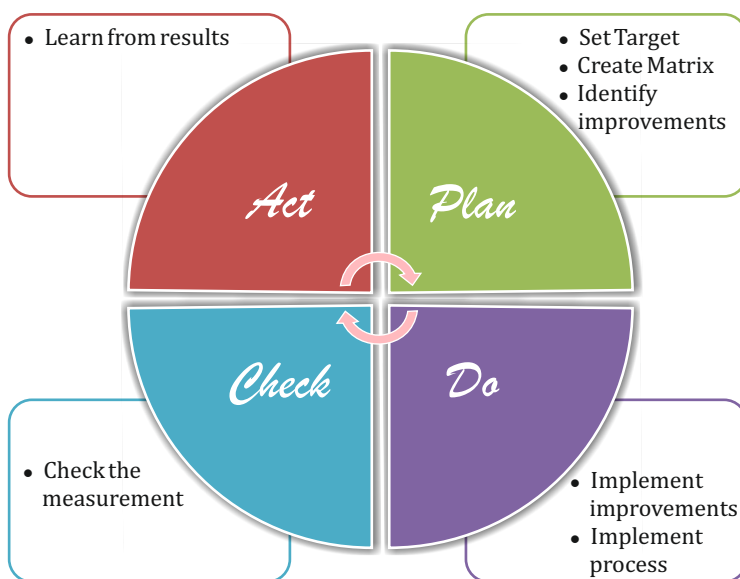 • Learn from results
• Set Target
• Create Matrix
• Identify
improvements
Act
Plan
Check
Do
• Check the
measurement
• Implement
improvements
• Implement
process